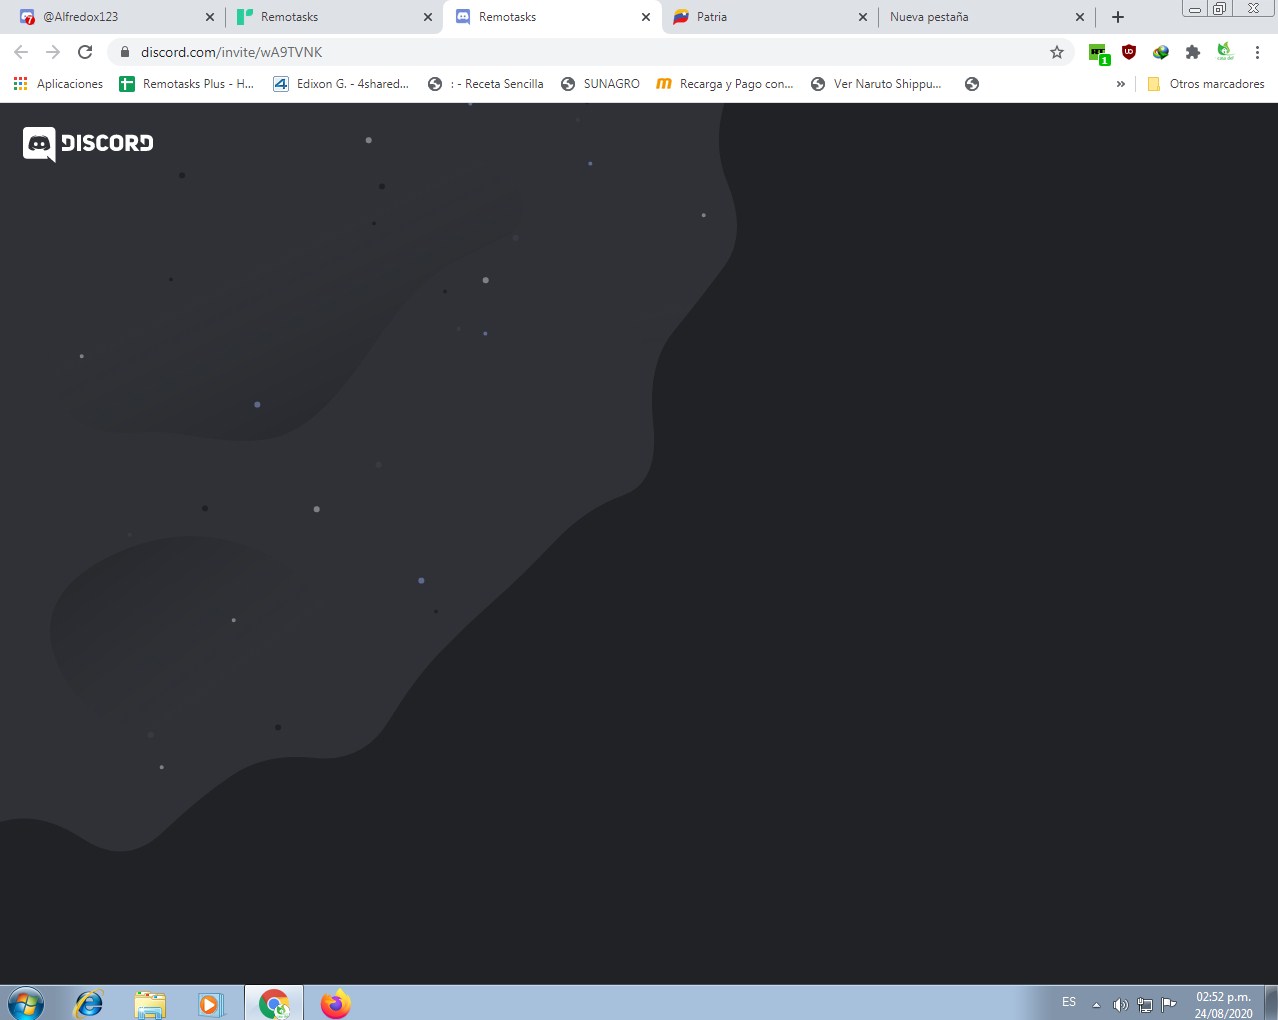 @Alfredox123
Remotasks
Remotasks
Patria
Nueva pestaña
discord.com/invite/wA9TVNK
1
Aplicaciones
Remotasks Plus - H...
Edixon G. - 4shared...
: - Receta Sencilla
SUNAGRO
Recarga y Pago con...
Ver Naruto Shippu...
»
Otros marcadores
DISCORD
ES
02:52 p.m.
24/08/2020